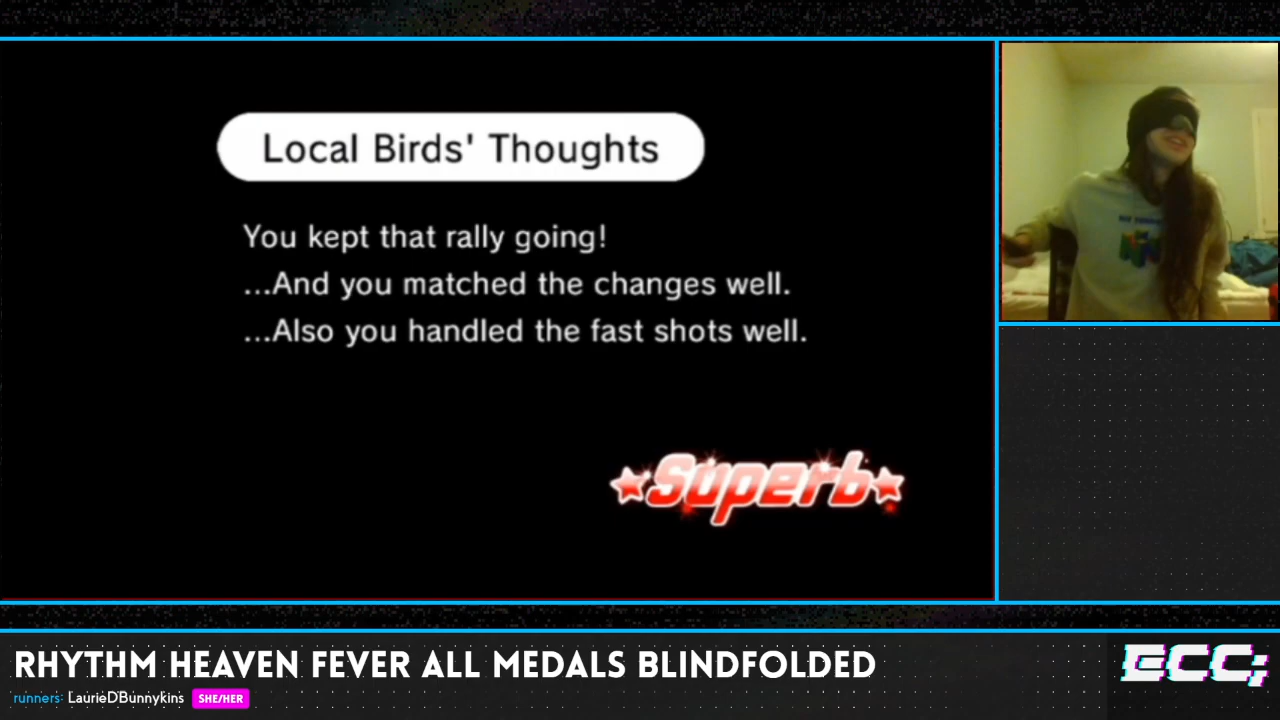 Local Birds' Thoughts
You kept that rally going!
...And you matched the changes well.
...Also you handled the fast shots well.
Superb
RHYTHM HEAVEN FEVER ALL MEDALS BLINDFOLDED
runners: LaurieDBunnykins SHE/HER
ECC;